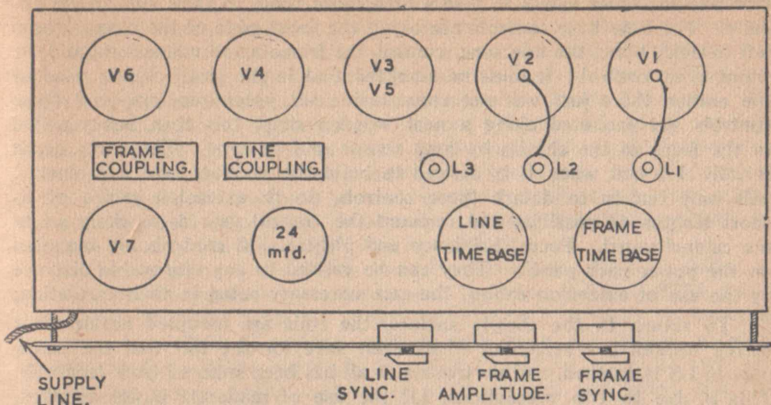 V6
V4
V3
V5
V2
V1
FRAME
COUPLING.
LINE
COUPLING.
L3
L2
L1
V7
24
mfd.
LINE
TIME BASE
FRAME
TIME BASE
SUPPLY
LINE.
LINE
SYNC.
FRAME
AMPLITUDE.
FRAME
SYNC.